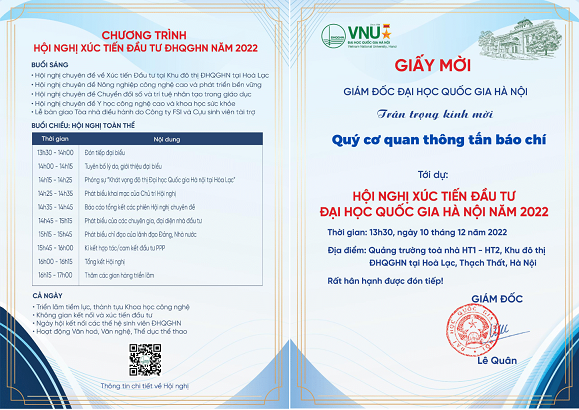 CHƯƠNG TRÌNH
HỘI NGHỊ XÚC TIẾN ĐẦU TƯ ĐHQGHN NĂM 2022
BUỔI SÁNG
• Hội nghị chuyên đề về Xúc tiến Đầu tư tại Khu đô thị ĐHQGHN tại Hoà Lạc
• Hội nghị chuyên đề Nông nghiệp công nghệ cao và phát triển bền vững
• Hội nghị chuyên đề về Chuyển đổi số và trí tuệ nhân tạo trong giáo dục
• Hội nghị chuyên đề Y học công nghệ cao và khoa học sức khỏe
• Lễ bàn giao Tòa nhà điều hành do Công ty FSI và Cựu sinh viên tài trợ
BUỔI CHIỀU: HỘI NGHỊ TOÀN THỂ
Thời gian Nội dung
13h30 - 14h00 Đón tiếp đại biểu
14h00 - 14h15 Tuyên bố lý do, giới thiệu đại biểu
14h15 - 14h25 Phóng sự "Khát vọng đô thị Đại học Quốc gia Hà Nội tại Hòa Lạc"
14h25 - 14h35 Phát biểu khai mạc của Chủ trì Hội nghị
14h35 - 14h45 Báo cáo tổng kết các phiên Hội nghị chuyên đề
14h45 - 15h15 Phát biểu của các chuyên gia, đại diện nhà đầu tư
15h15 - 15h45 Phát biểu chỉ đạo của lãnh đạo Đảng, Nhà nước
15h45 - 16h00 Kí kết hợp tác/cam kết đầu tư PPP
16h00 - 16h15 Tổng kết Hội nghị
16h15 - 17h00 Thăm các gian hàng triển lãm
CẢ NGÀY
• Triển lãm tiềm lực, thành tựu Khoa học công nghệ
• Không gian kết nối và xúc tiến đầu tư
• Ngày hội kết nối các thế hệ sinh viên ĐHQGHN
• Hoạt động Văn hoá, Văn nghệ, Thể dục thể thao
Thông tin chi tiết về Hội nghị
VNU
ĐẠI HỌC QUỐC GIA HÀ NỘI
Vietnam National University, Hanoi
GIẤY MỜI
GIÁM ĐỐC ĐẠI HỌC QUỐC GIA HÀ NỘI
Trân trọng kính mời
Quý cơ quan thông tấn báo chí
Tới dự:
HỘI NGHỊ XÚC TIẾN ĐẦU TƯ
ĐẠI HỌC QUỐC GIA HÀ NỘI NĂM 2022
Thời gian: 13h30, ngày 10 tháng 12 năm 2022
Địa điểm: Quảng trường toà nhà HT1 - HT2, Khu đô thị
ĐHQGHN tại Hoà Lạc, Thạch Thất, Hà Nội
Rất hân hạnh được đón tiếp!
GIÁM ĐỐC
Lê Quân